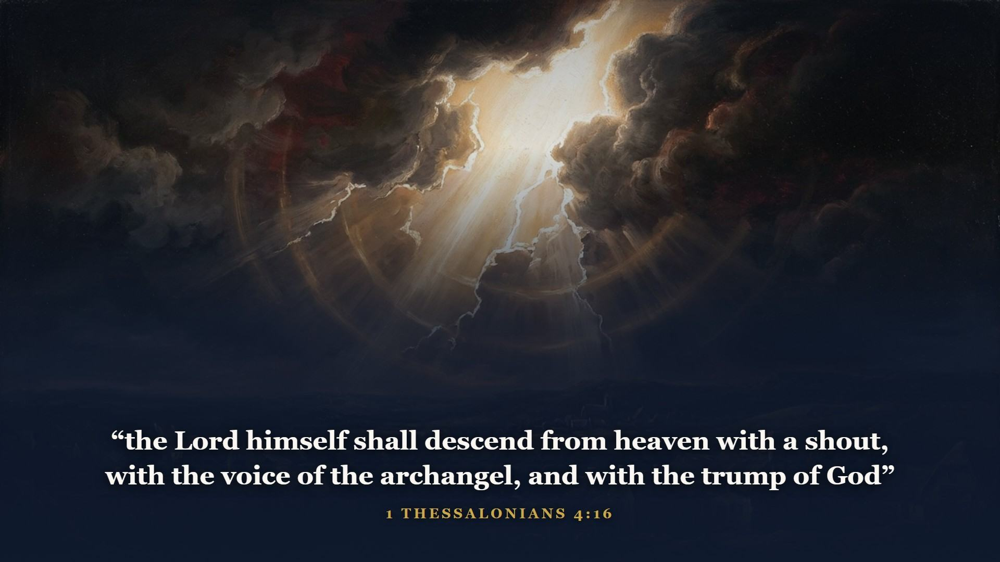 “the Lord himself shall descend from heaven with a shout,
with the voice of the archangel, and with the trump of God”
1 THESSALONIANS 4:16